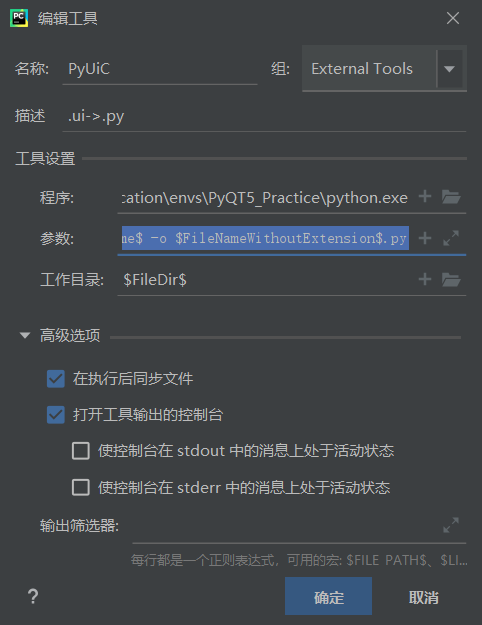 PC 编辑工具
名称: PyUiC 组: External Tools
描述 .ui->.py
工具设置
程序: cation\envs\PyQT5_Practice\python.exe
参数: me$ -o $FileNameWithoutExtension$.py
工作目录: $FileDir$
高级选项
在执行后同步文件
打开工具输出的控制台
使控制台在 stdout 中的消息上处于活动状态
使控制台在 stderr 中的消息上处于活动状态
输出筛选器:
每行都是一个正则表达式，可用的宏: $FILE_PATH$、$LI...
? 确定 取消